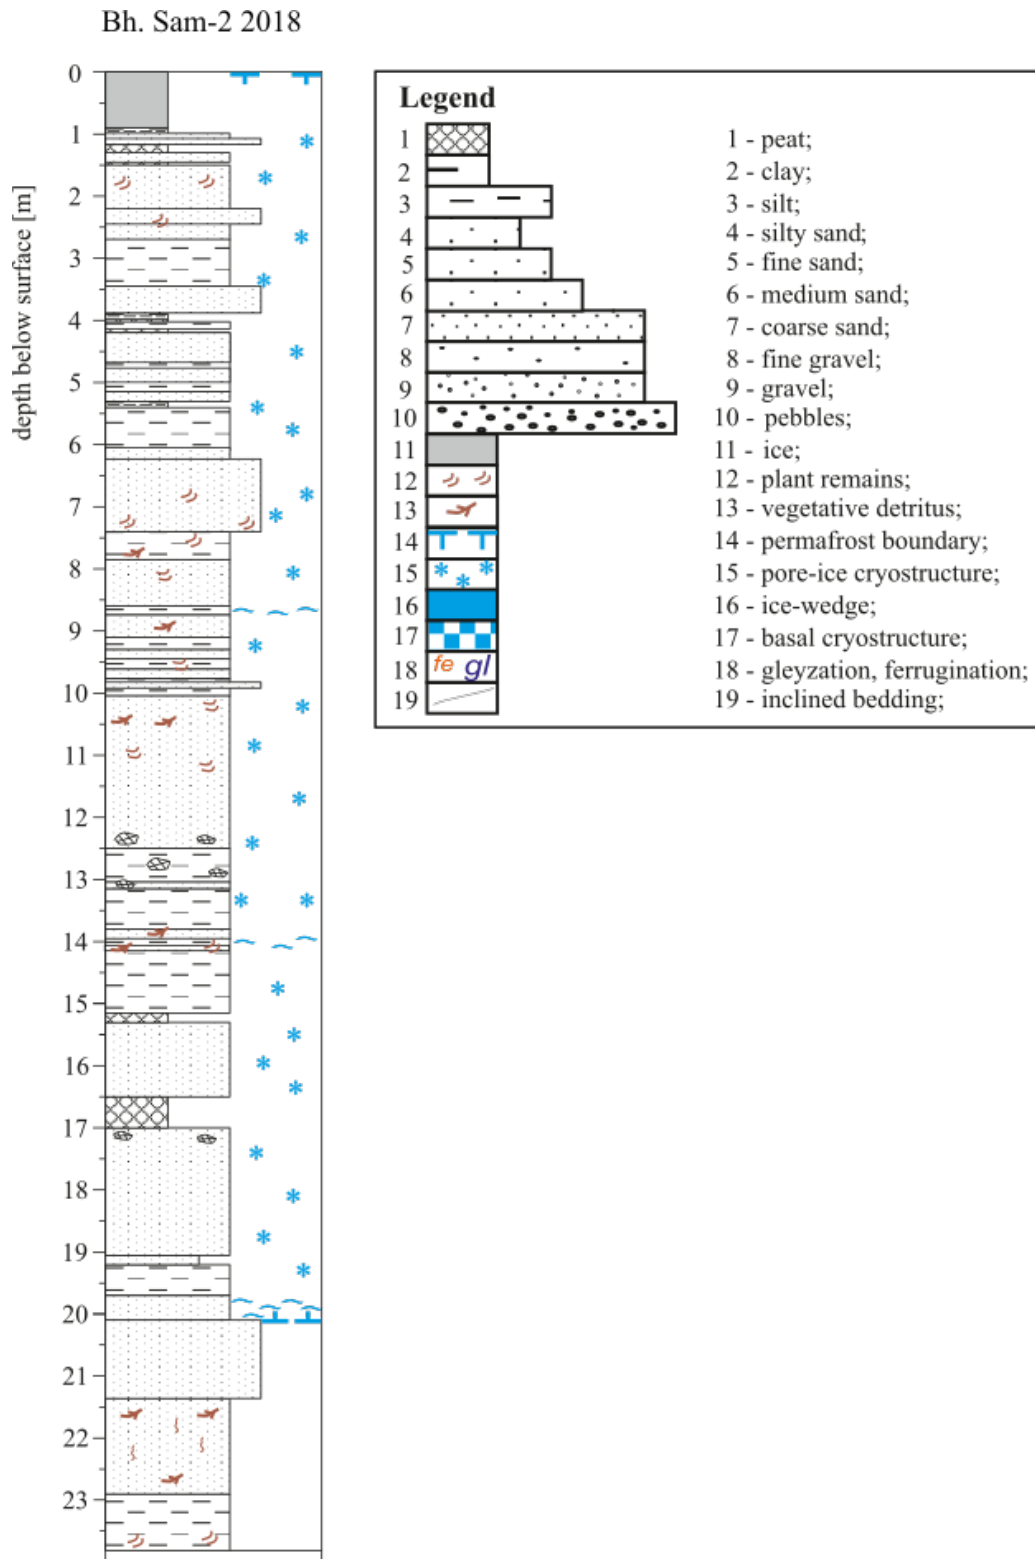 Bh. Sam-2 2018
depth below surface [m]
0
1
2
3
4
5
6
7
8
9
10
11
12
13
14
15
16
17
18
19
20
21
22
23
Legend
1 1 - peat;
2 2 - clay;
3 3 - silt;
4 4 - silty sand;
5 5 - fine sand;
6 6 - medium sand;
7 7 - coarse sand;
8 8 - fine gravel;
9 9 - gravel;
10 10 - pebbles;
11 11 - ice;
12 12 - plant remains;
13 13 - vegetative detritus;
14 14 - permafrost boundary;
15 15 - pore-ice cryostructure;
16 16 - ice-wedge;
17 17 - basal cryostructure;
18 fe gl 18 - gleyzation, ferrugination;
19 19 - inclined bedding;